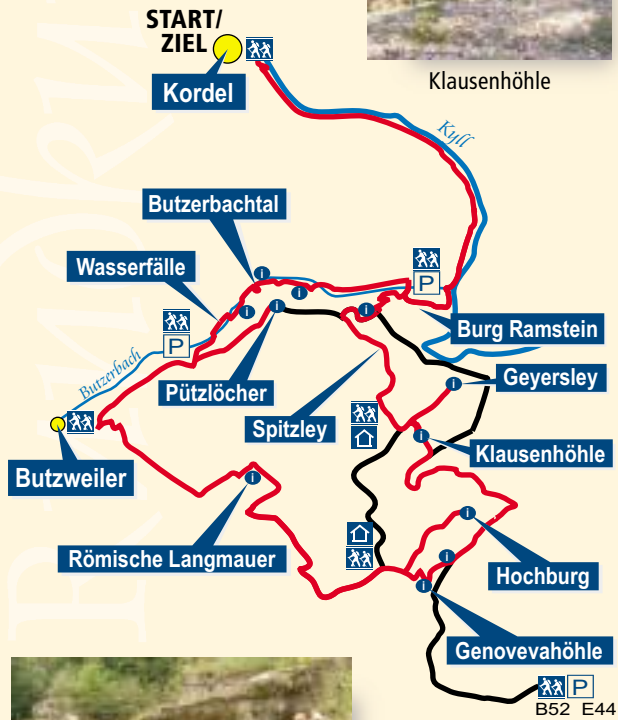 START/
ZIEL
Kordel
Klausenhöhle
Kyll
Butzerbachtal
i
Wasserfälle
i
i
P
Burg Ramstein
i
i
P
Butzerbach
Pützlöcher
Geyersley
i
Spitzley
Klausenhöhle
i
Butzweiler
i
Römische Langmauer
Hochburg
i
i
i
Genovevahöhle
P
B52 E44